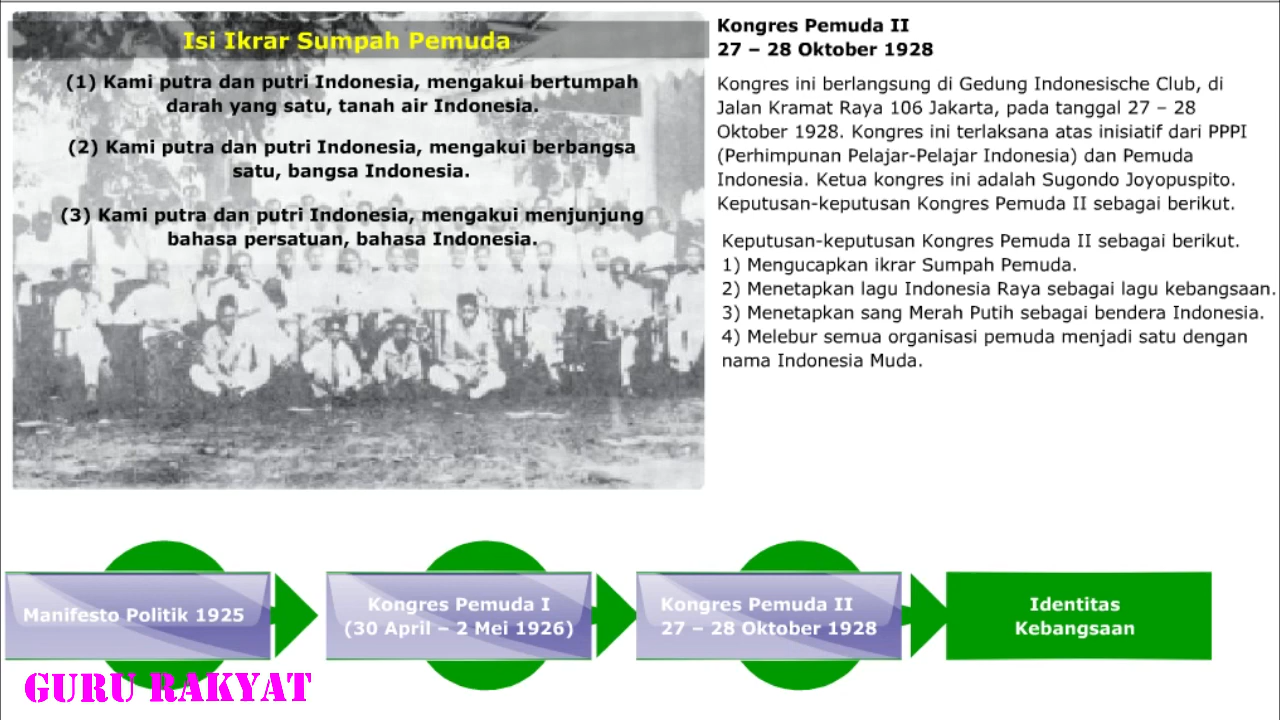 Isi Ikrar Sumpah Pemuda
(1) Kami putra dan putri Indonesia, mengakui bertumpah
darah yang satu, tanah air Indonesia.
(2) Kami putra dan putri Indonesia, mengakui berbangsa
satu, bangsa Indonesia.
(3) Kami putra dan putri Indonesia, mengakui menjunjung
bahasa persatuan, bahasa Indonesia.
Kongres Pemuda II
27 – 28 Oktober 1928
Kongres ini berlangsung di Gedung Indonesische Club, di
Jalan Kramat Raya 106 Jakarta, pada tanggal 27 – 28
Oktober 1928. Kongres ini terlaksana atas inisiatif dari PPPI
(Perhimpunan Pelajar-Pelajar Indonesia) dan Pemuda
Indonesia. Ketua kongres ini adalah Sugondo Joyopuspito.
Keputusan-keputusan Kongres Pemuda II sebagai berikut.
Keputusan-keputusan Kongres Pemuda II sebagai berikut.
1) Mengucapkan ikrar Sumpah Pemuda.
2) Menetapkan lagu Indonesia Raya sebagai lagu kebangsaan.
3) Menetapkan sang Merah Putih sebagai bendera Indonesia.
4) Melebur semua organisasi pemuda menjadi satu dengan
nama Indonesia Muda.
Manifesto Politik 1925
Kongres Pemuda I
(30 April – 2 Mei 1926)
Kongres Pemuda II
27 – 28 Oktober 1928
Identitas
Kebangsaan
GURU RAKYAT